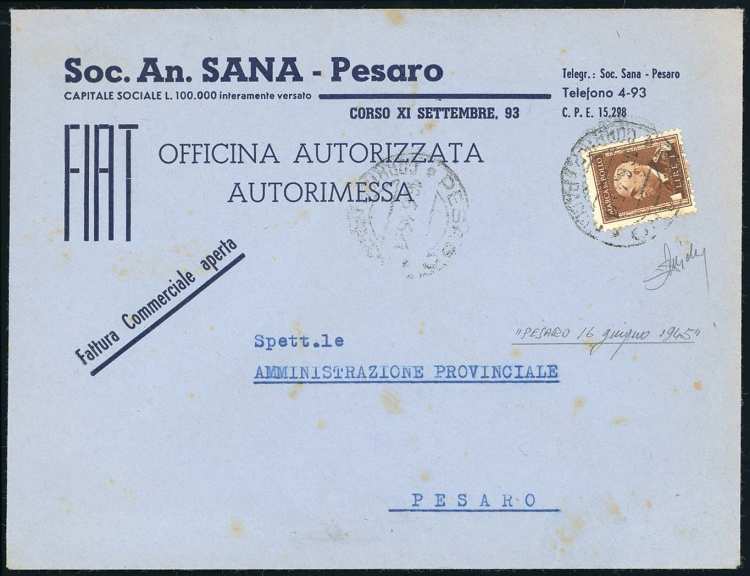 Soc. An. SANA - Pesaro
CAPITALE SOCIALE L. 100.000 interamente versato
CORSO XI SETTEMBRE, 93
Telegr.: Soc. Sana - Pesaro
Telefono 4-93
C. P. E. 15,298
FIAT
OFFICINA AUTORIZZATA
AUTORIMESSA
PESARO
Fattura Commerciale aperta
"PESARO 16 giugno 1945"
Spett.le
AMMINISTRAZIONE PROVINCIALE
PESARO